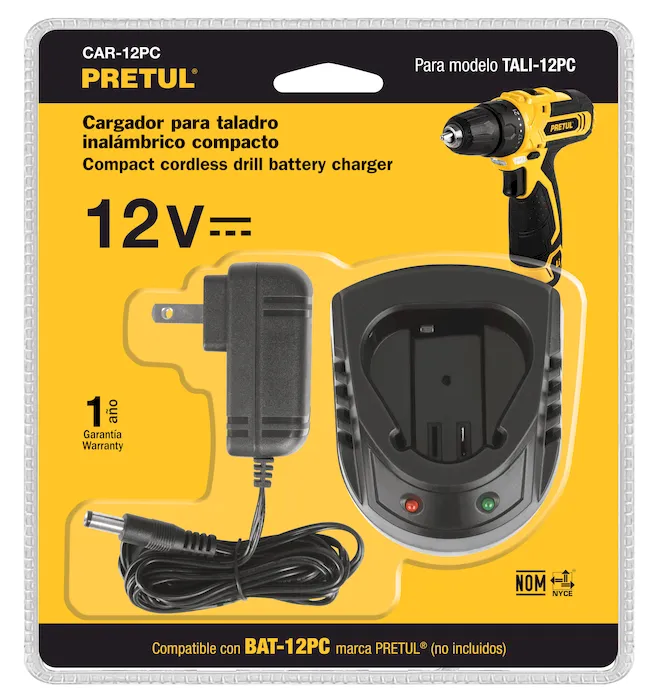 CAR-12PC
PRETUL®
Para modelo TALI-12PC
PRETUL
Cargador para taladro
inalámbrico compacto
Compact cordless drill battery charger
12V
1 año
Garantía
Warranty
NOM
NYCE
Compatible con BAT-12PC marca PRETUL® (no incluidos)